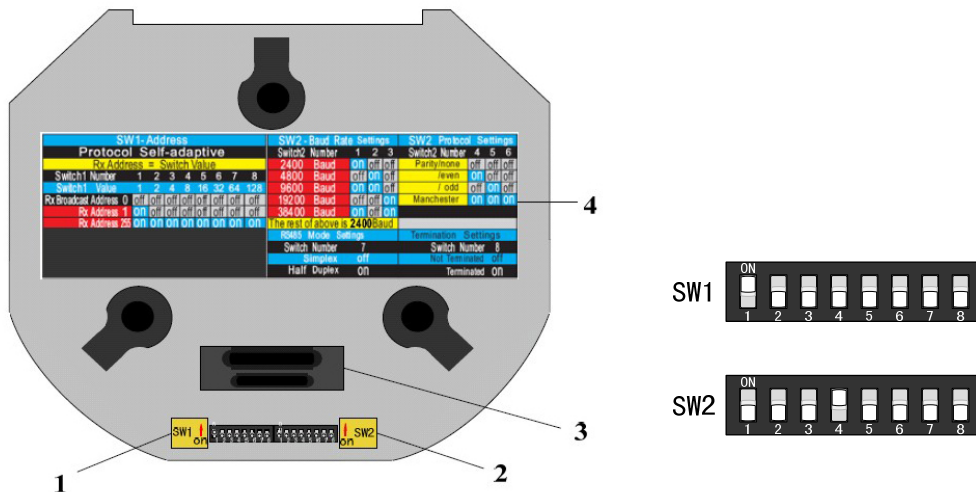 SW1-Address
Protocol Self-adaptive
Rx Address = Switch Value
Switch1 Number 1 2 3 4 5 6 7 8
Switch1 Value 1 2 4 8 16 32 64 128
Rx Broadcast Address 0 off off off off off off off off
Rx Address 1 on off off off off off off off
Rx Address 255 on on on on on on on on
SW2-Baud Rate Settings
Switch2 Number 1 2 3
2400 Baud on off off
4800 Baud off on off
9600 Baud on on off
19200 Baud off off on
38400 Baud on off on
The rest of above is 2400Baud
RS485 Mode Settings
Switch Number 7
Simplex off
Half Duplex on
SW2 Protocol Settings
Switch2 Number 4 5 6
Parity/none off off off
/even on off off
/ odd off on off
Manchester on on on
Termination Settings
Switch Number 8
Not Terminated off
Terminated on
4
3
SW1 on
on SW2
1
2
SW1
ON
1 2 3 4 5 6 7 8
SW2
ON
1 2 3 4 5 6 7 8